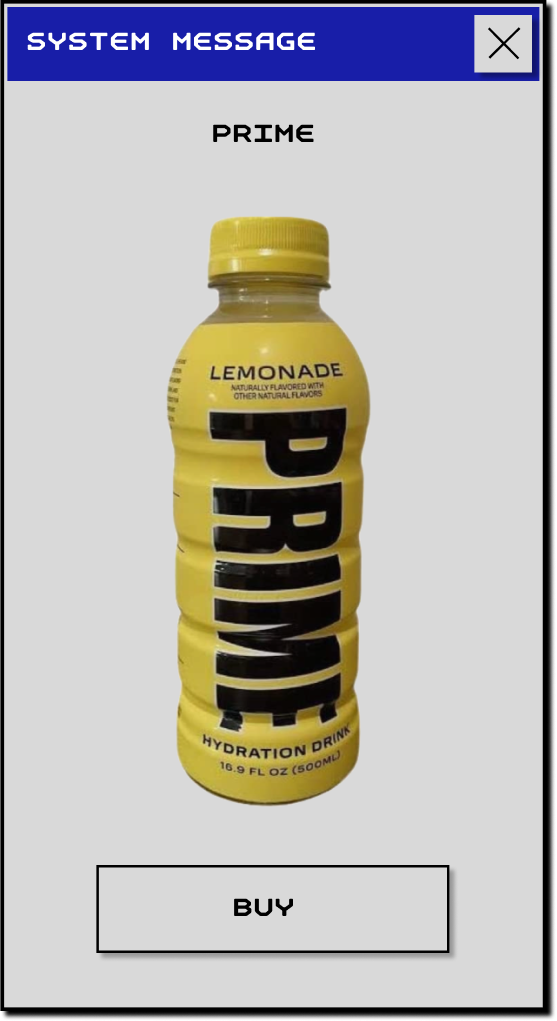 SYSTEM MESSAGE
PRIME
LEMONADE
NATURALLY FLAVORED WITH
OTHER NATURAL FLAVORS
PRIME
HYDRATION DRINK
16.9 FL OZ (500ML)
BUY